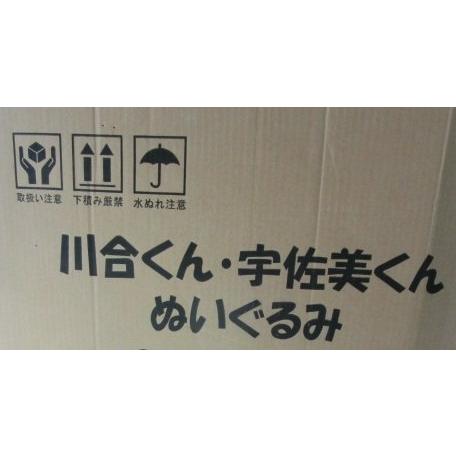 取扱い注意 下積み厳禁 水ぬれ注意
川合くん・宇佐美くん
ぬいぐるみ